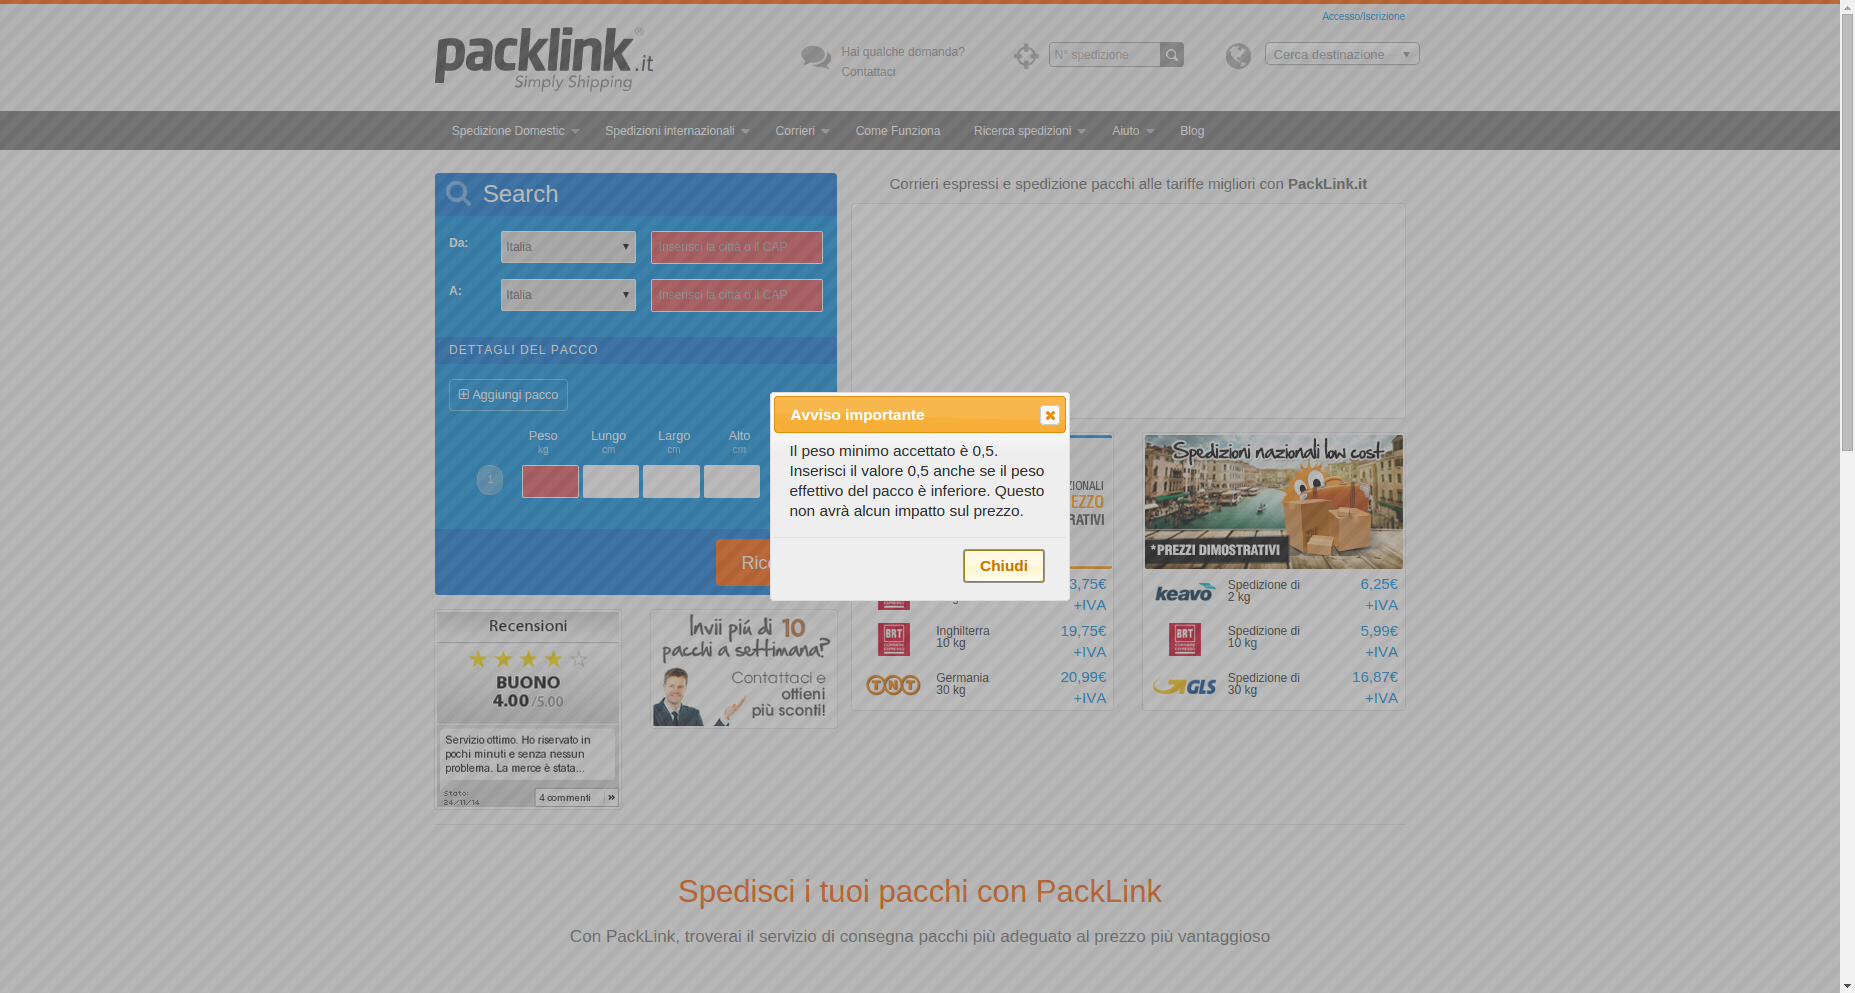 Accesso/Iscrizione
packlink.it
Simply Shipping
Hai qualche domanda?
Contattaci
N° spedizione
Cerca destinazione
Spedizione Domestic
Spedizioni internazionali
Corrieri
Come Funziona
Ricerca spedizioni
Aiuto
Blog
Search
Da:
Italia
Inserisci la città o il CAP
A:
Italia
Inserisci la città o il CAP
DETTAGLI DEL PACCO
Aggiungi pacco
Peso
Lungo
Largo
Alto
kg
cm
cm
cm
1
Corrieri espressi e spedizione pacchi alle tariffe migliori con PackLink.it
Avviso importante
Il peso minimo accettato è 0,5.
Inserisci il valore 0,5 anche se il peso
effettivo del pacco è inferiore. Questo
non avrà alcun impatto sul prezzo.
Chiudi
3,75€
+IVA
BRT
Inghilterra
10 kg
19,75€
+IVA
TNT
Germania
30 kg
20,99€
+IVA
Spedizioni nazionali low cost
*PREZZI DIMOSTRATIVI
keavo
Spedizione di
2 kg
6,25€
+IVA
BRT
Spedizione di
10 kg
5,99€
+IVA
GLS
Spedizione di
30 kg
16,87€
+IVA
Recensioni
BUONO
4.00/5.00
Servizio ottimo. Ho riservato in
pochi minuti e senza nessun
problema. La merce è stata...
Stato:
24/11/14
4 commenti »
Invii piú di 10
pacchi a settimana?
Contattaci e
ottieni
più sconti!
Spedisci i tuoi pacchi con PackLink
Con PackLink, troverai il servizio di consegna pacchi più adeguato al prezzo più vantaggioso